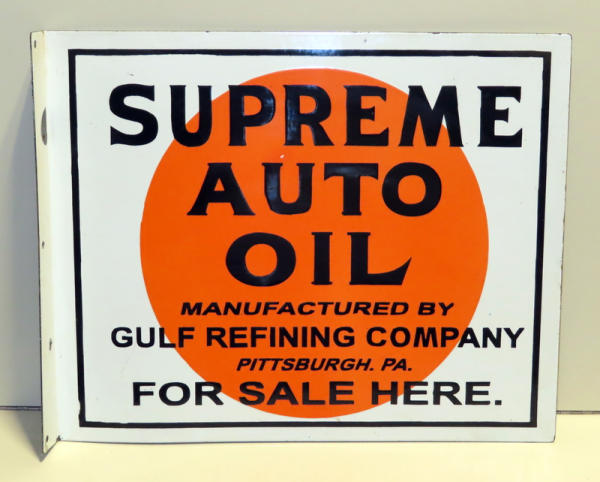 SUPREME
AUTO
OIL
MANUFACTURED BY
GULF REFINING COMPANY
PITTSBURGH. PA.
FOR SALE HERE.